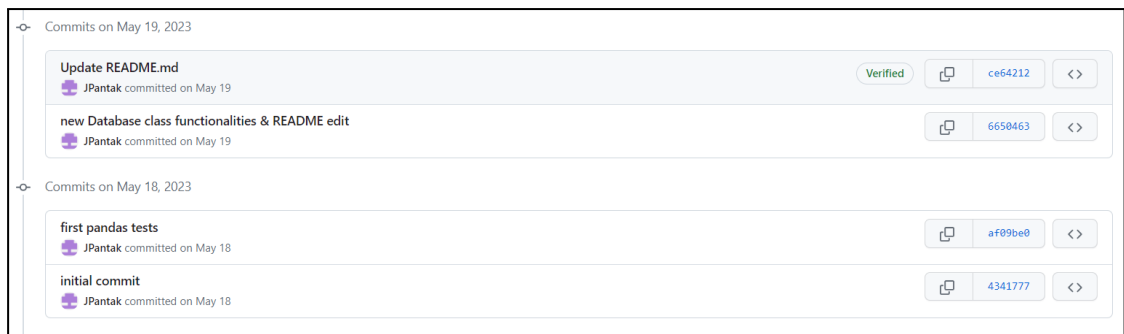 Commits on May 19, 2023
Update README.md
JPantak committed on May 19
Verified
ce64212
new Database class functionalities & README edit
JPantak committed on May 19
6650463
Commits on May 18, 2023
first pandas tests
JPantak committed on May 18
af09be0
initial commit
JPantak committed on May 18
4341777